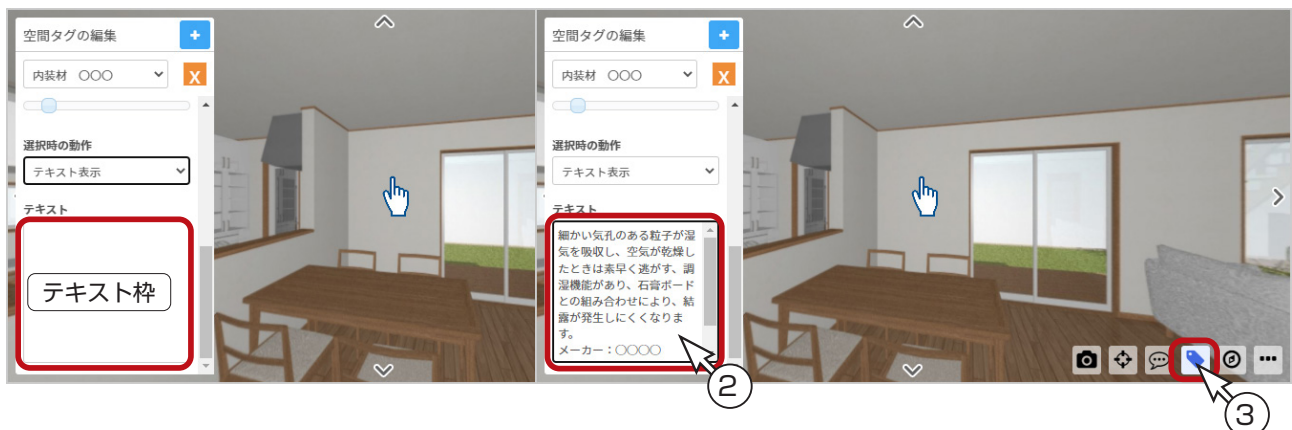 空間タグの編集
+
内装材 〇〇〇
X
選択時の動作
テキスト表示
テキスト
テキスト枠
空間タグの編集
+
内装材 〇〇〇
X
選択時の動作
テキスト表示
テキスト
細かい気孔のある粒子が湿
気を吸収し、空気が乾燥し
たときは素早く逃がす、調
湿機能があり、石膏ボード
との組み合わせにより、結
露が発生しにくくなりま
す。
メーカー：〇〇〇〇
②
③